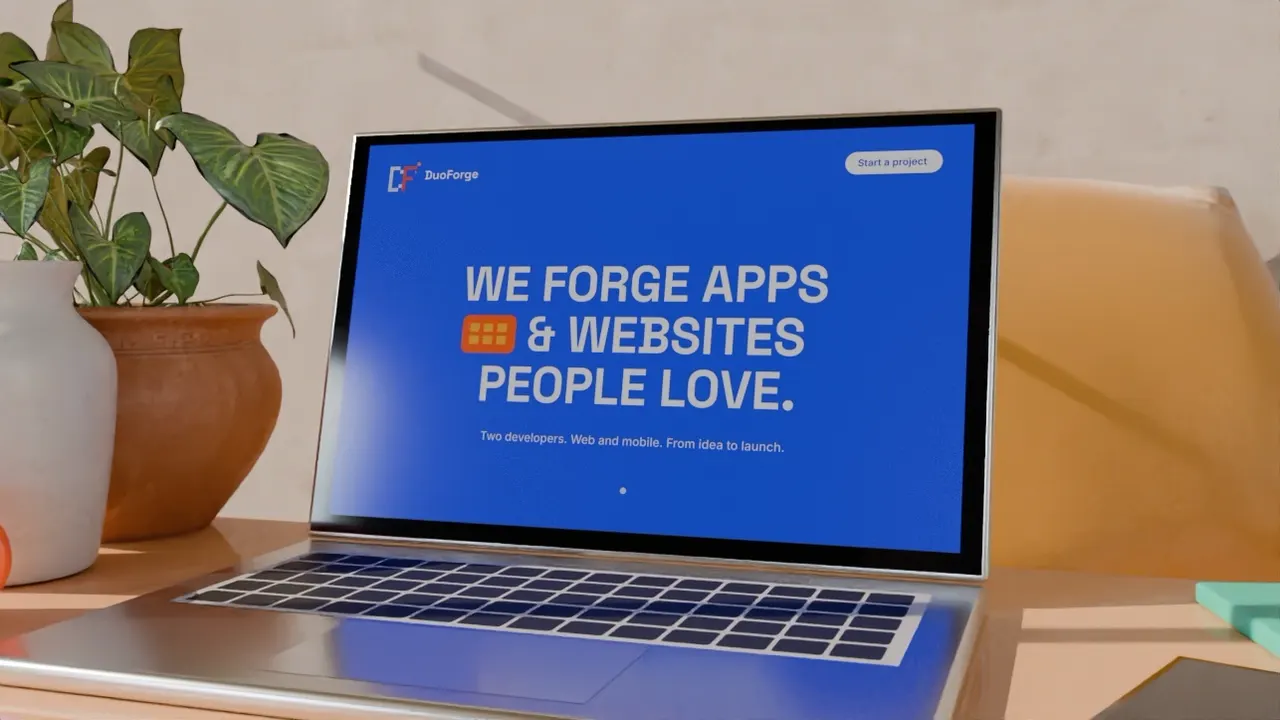 DuoForge
Start a project
WE FORGE APPS
& WEBSITES
PEOPLE LOVE.
Two developers. Web and mobile. From idea to launch.